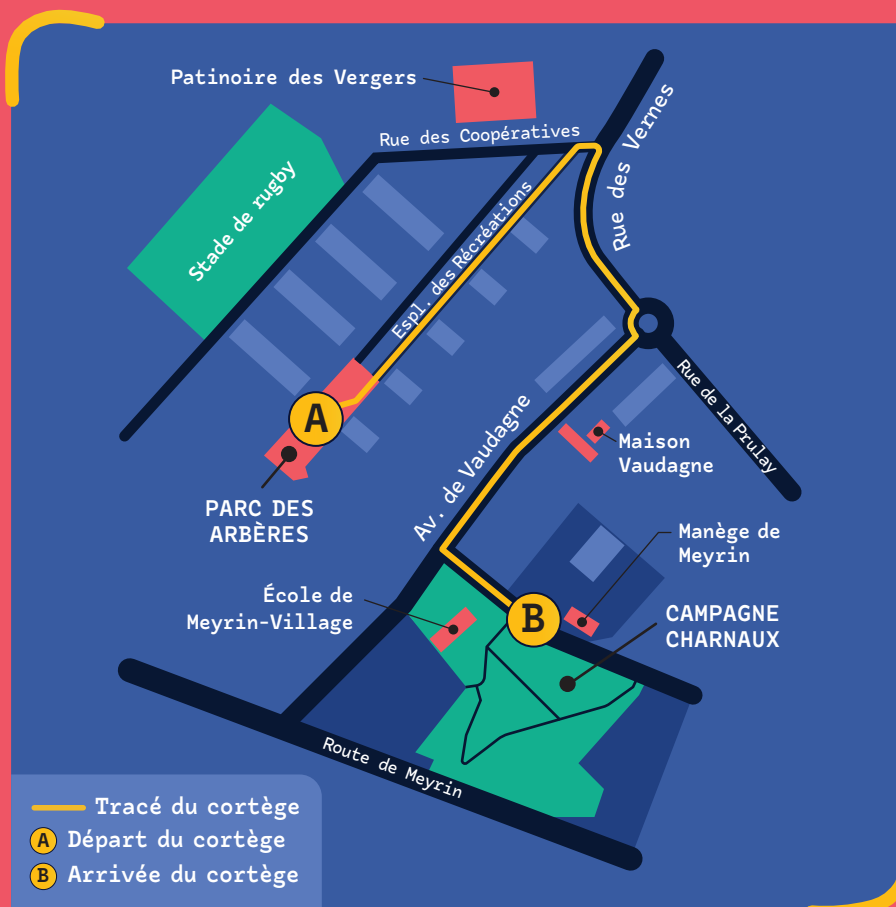 Patinoire des Vergers
Rue des Coopératives
Rue des Vernes
Stade de rugby
Espl. des Récréations
A
PARC DES
ARBÈRES
Av. de Vaudagne
Rue de la Prulay
Maison
Vaudagne
Manège de
Meyrin
École de
Meyrin-Village
B
CAMPAGNE
CHARNAUX
Route de Meyrin
Tracé du cortège
A Départ du cortège
B Arrivée du cortège